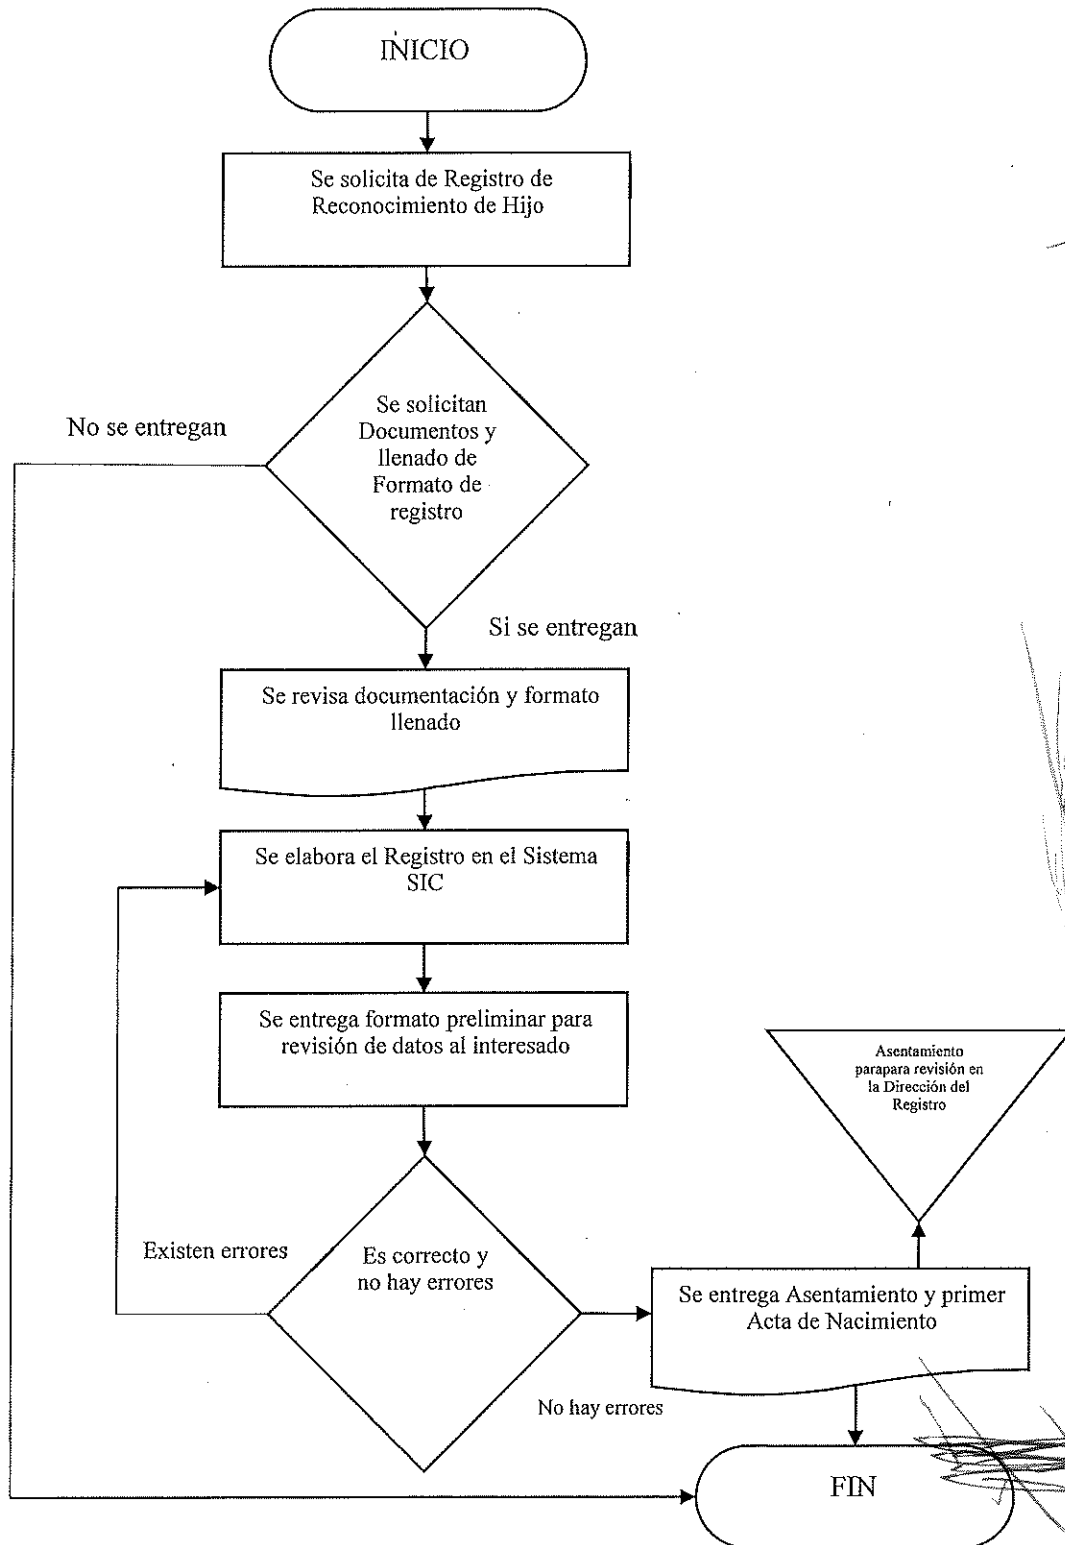 INICIO
Se solicita de Registro de
Reconocimiento de Hijo
Se solicitan
Documentos y
llenado de
Formato de
registro
No se entregan
Si se entregan
Se revisa documentación y formato
llenado
Se elabora el Registro en el Sistema
SIC
Se entrega formato preliminar para
revisión de datos al interesado
Asentamiento
parapara revisión en
la Dirección del
Registro
Existen errores
Es correcto y
no hay errores
Se entrega Asentamiento y primer
Acta de Nacimiento
No hay errores
FIN